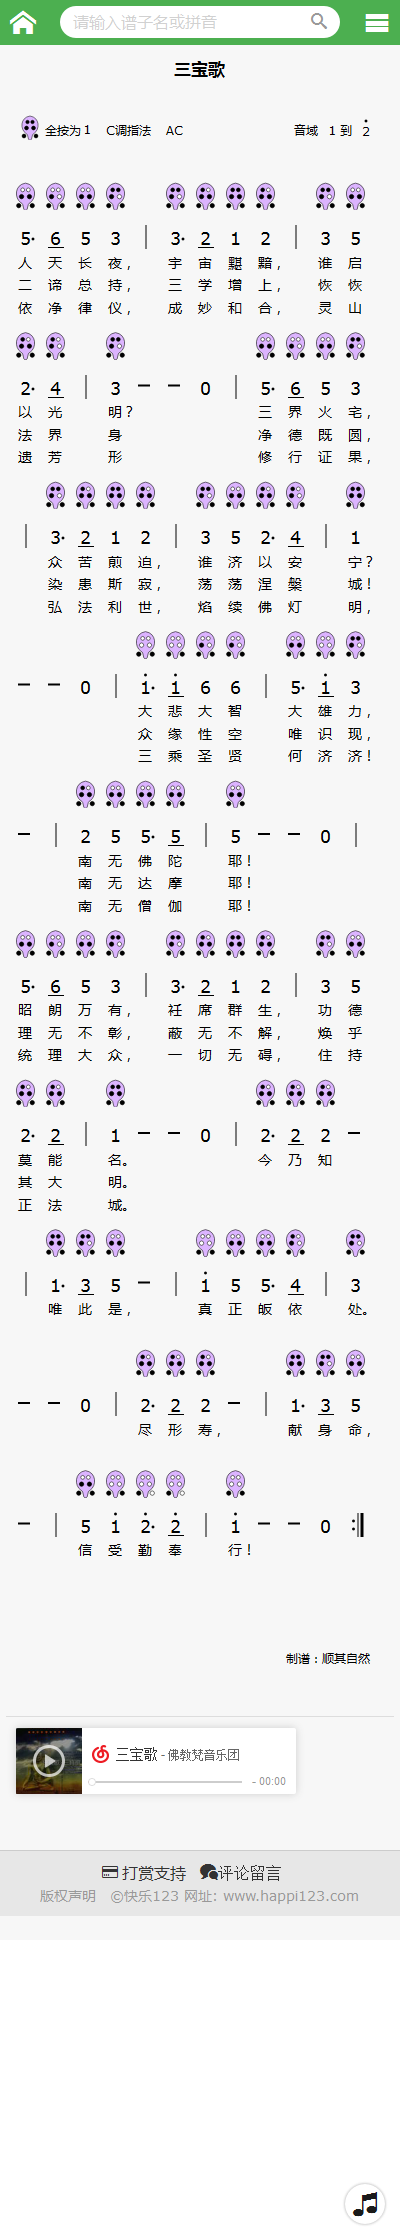 请输入谱子名或拼音
三宝歌
全按为 1 C调指法 AC 音域 1 到 2̇
5· 6 5 3 | 3· 2 1 2 | 3 5
人 天 长 夜， 宇 宙 黮 黯， 谁 启
二 谛 总 持， 三 学 增 上， 恢 恢
依 净 律 仪， 成 妙 和 合， 灵 山
2· 4 | 3 — — 0 | 5· 6 5 3
以 光 明？ 三 界 火 宅，
法 界 身 净 德 既 圆，
遗 芳 形 修 行 证 果，
| 3· 2 1 2 | 3 5 2· 4 | 1
众 苦 煎 迫， 谁 济 以 安 宁？
染 患 斯 寂， 荡 荡 涅 槃 城！
弘 法 利 世， 焰 续 佛 灯 明，
— — 0 | 1̇· 1̇ 6 6 | 5· 1̇ 3
大 悲 大 智 大 雄 力，
众 缘 性 空 唯 识 现，
三 乘 圣 贤 何 济 济！
— | 2 5 5· 5 | 5 — — 0 |
南 无 佛 陀 耶！
南 无 达 摩 耶！
南 无 僧 伽 耶！
5· 6 5 3 | 3· 2 1 2 | 3 5
昭 朗 万 有， 衽 席 群 生， 功 德
理 无 不 彰， 蔽 无 不 解， 焕 乎
统 理 大 众， 一 切 无 碍， 住 持
2· 2 | 1 — — 0 | 2· 2 2 —
莫 能 名。 今 乃 知
其 大 明。
正 法 城。
| 1· 3 5 — | 1̇ 5 5· 4 | 3
唯 此 是， 真 正 皈 依 处。
— — 0 | 2· 2 2 — | 1· 3 5
尽 形 寿， 献 身 命，
— | 5 1̇ 2̇· 2̇ | 1̇ — — 0 :||
信 受 勤 奉 行！
制谱：顺其自然
三宝歌 - 佛教梵音乐团
- 00:00
打赏支持 评论留言
版权声明 ©快乐123 网址: www.happi123.com